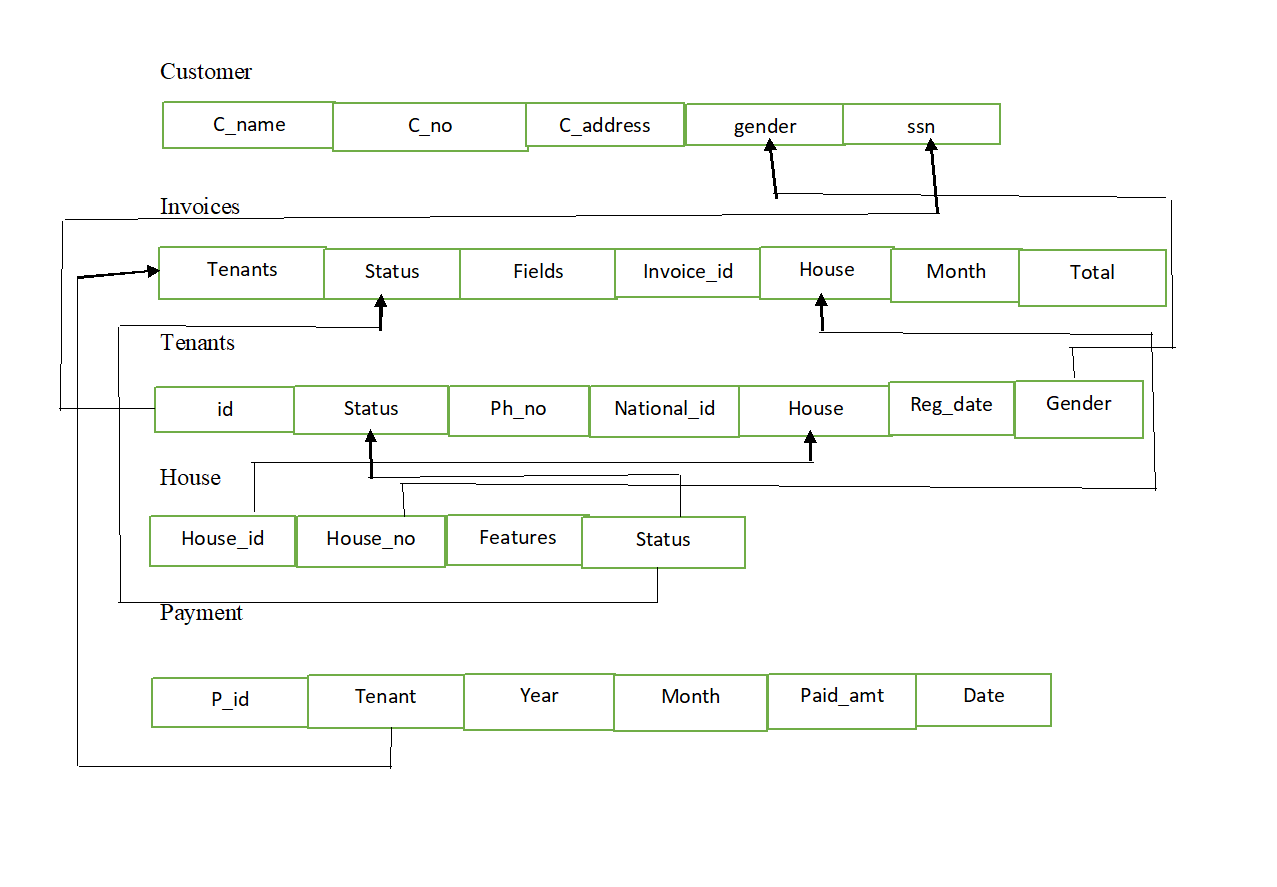 Customer
C_name C_no C_address gender ssn
Invoices
Tenants Status Fields Invoice_id House Month Total
Tenants
id Status Ph_no National_id House Reg_date Gender
House
House_id House_no Features Status
Payment
P_id Tenant Year Month Paid_amt Date